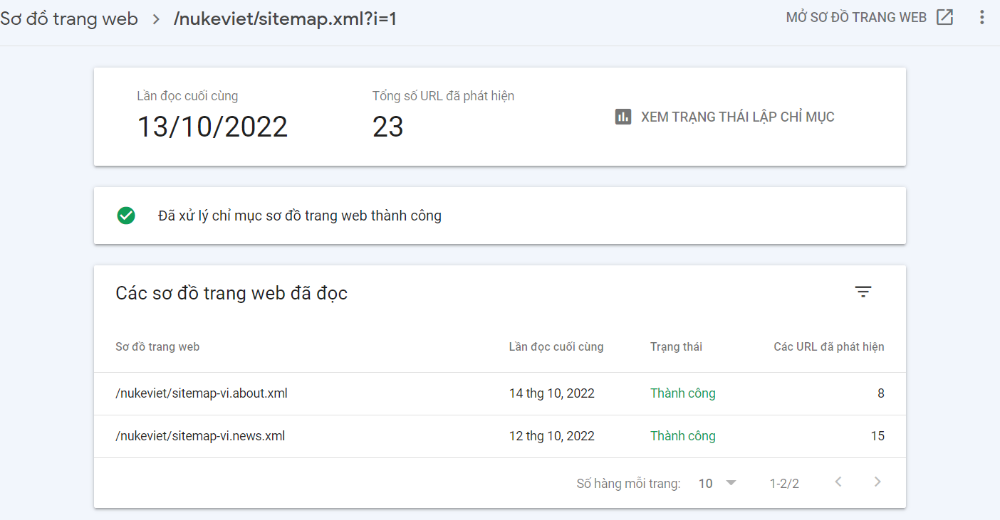 Sơ đồ trang web > /nukeviet/sitemap.xml?i=1 MỞ SƠ ĐỒ TRANG WEB
Lần đọc cuối cùng Tổng số URL đã phát hiện
13/10/2022 23 XEM TRẠNG THÁI LẬP CHỈ MỤC
Đã xử lý chỉ mục sơ đồ trang web thành công
Các sơ đồ trang web đã đọc
Sơ đồ trang web Lần đọc cuối cùng Trạng thái Các URL đã phát hiện
/nukeviet/sitemap-vi.about.xml 14 thg 10, 2022 Thành công 8
/nukeviet/sitemap-vi.news.xml 12 thg 10, 2022 Thành công 15
Số hàng mỗi trang: 10 1-2/2